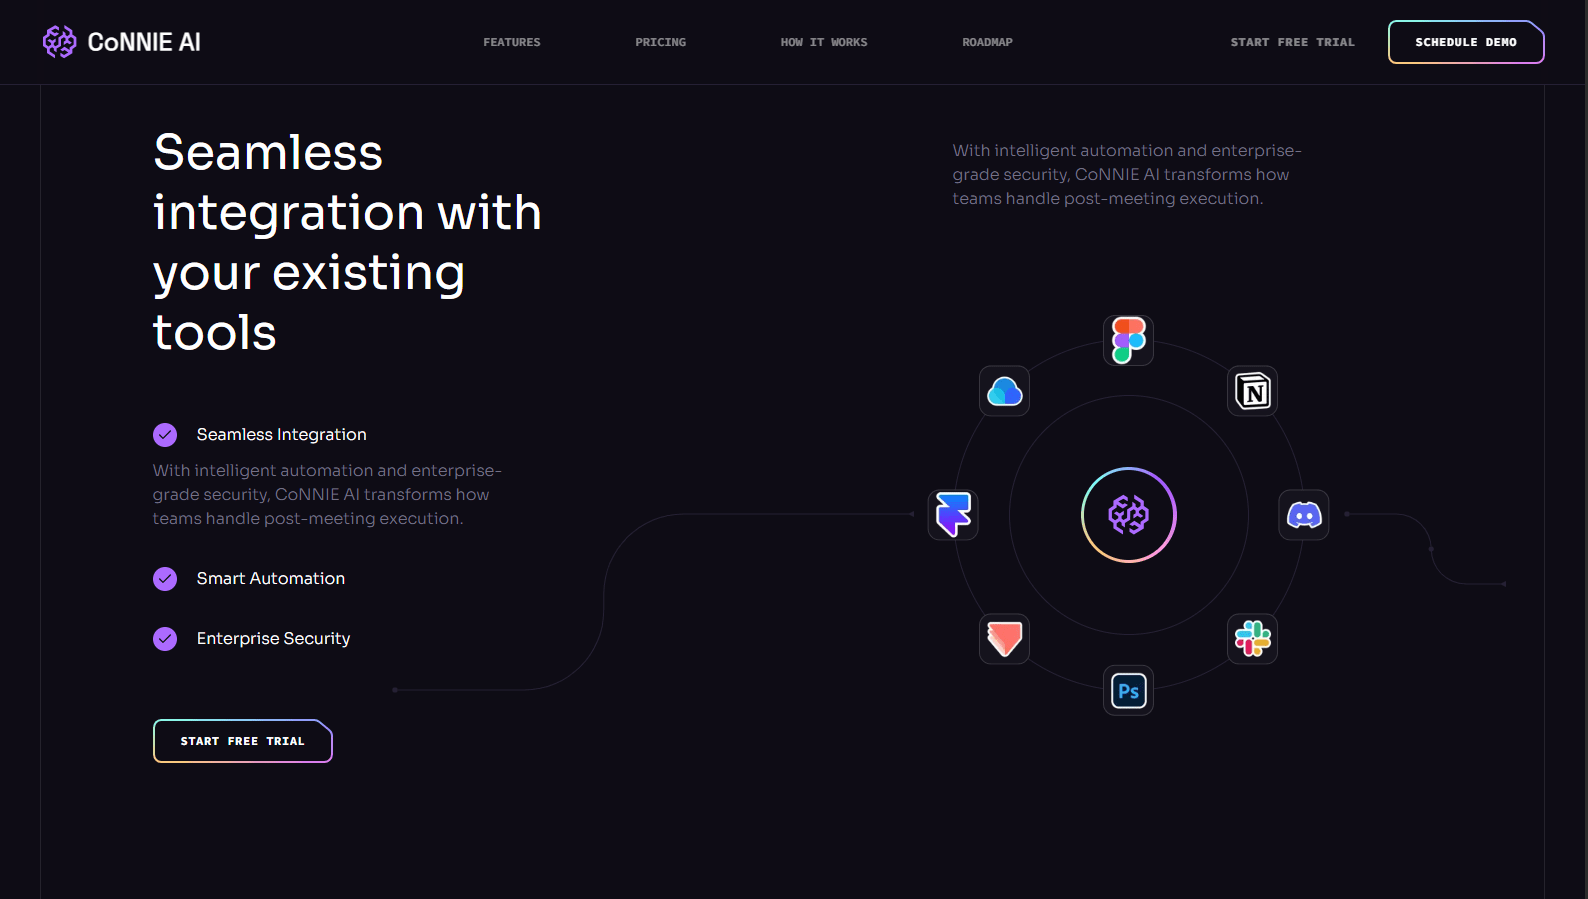 CoNNIE AI
FEATURES
PRICING
HOW IT WORKS
ROADMAP
START FREE TRIAL
SCHEDULE DEMO
Seamless
integration with
your existing
tools
With intelligent automation and enterprise-
grade security, CoNNIE AI transforms how
teams handle post-meeting execution.
Seamless Integration
With intelligent automation and enterprise-
grade security, CoNNIE AI transforms how
teams handle post-meeting execution.
Smart Automation
Enterprise Security
START FREE TRIAL
N
Ps